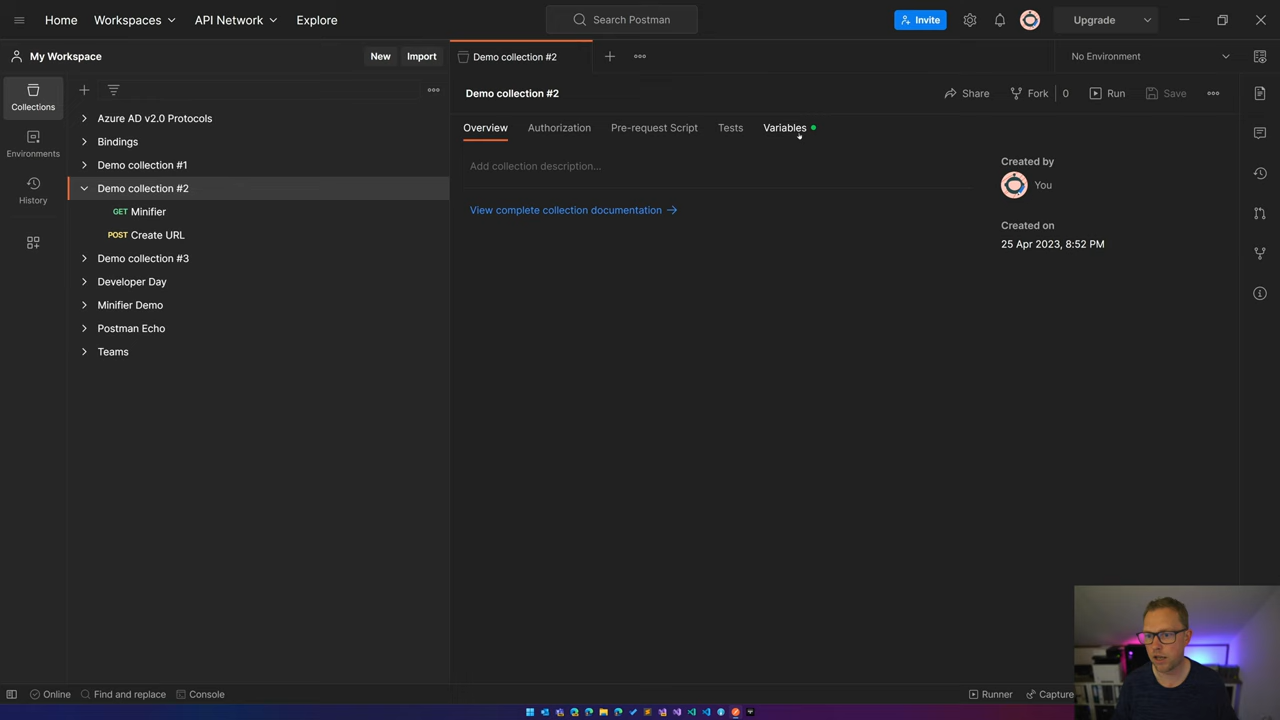 Home Workspaces API Network Explore Search Postman Invite Upgrade
My Workspace New Import Demo collection #2 No Environment
Collections
Environments
History
Azure AD v2.0 Protocols
Bindings
Demo collection #1
Demo collection #2
GET Minifier
POST Create URL
Demo collection #3
Developer Day
Minifier Demo
Postman Echo
Teams
Demo collection #2 Share Fork 0 Run Save
Overview Authorization Pre-request Script Tests Variables
Add collection description...
View complete collection documentation →
Created by
You
Created on
25 Apr 2023, 8:52 PM
Online Find and replace Console Runner Capture